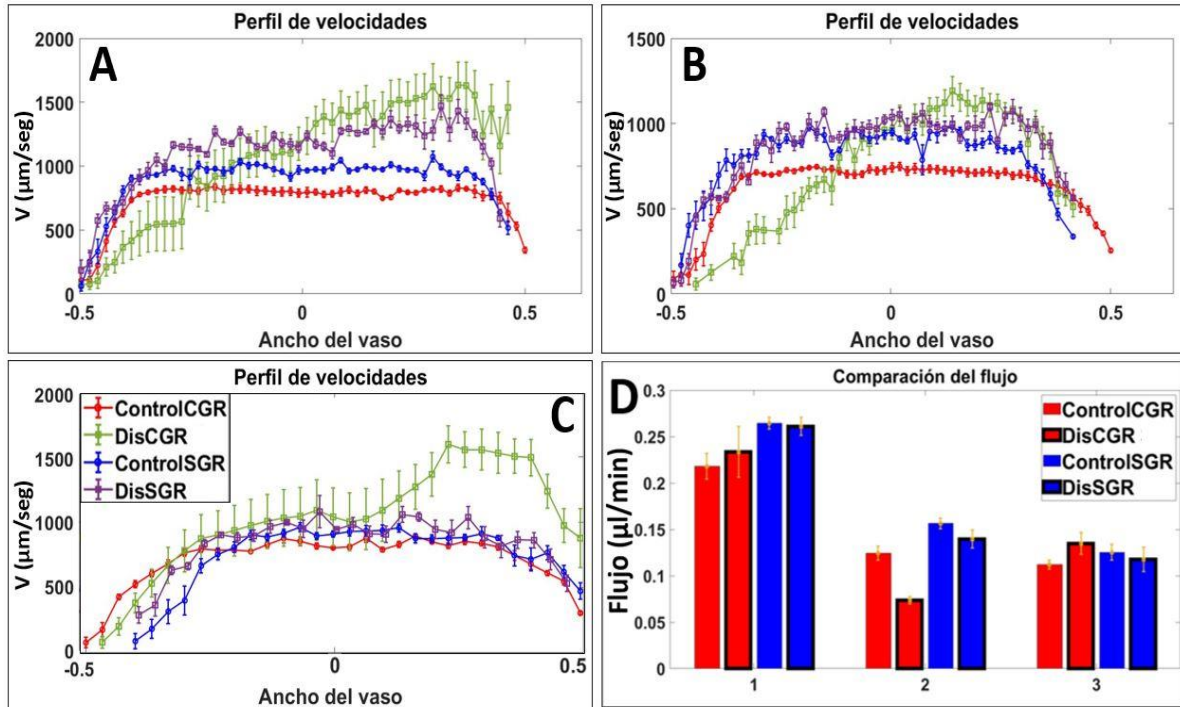 Perfil de velocidades
A
V (µm/seg)
2000
1500
1000
500
0
-0.5
0
0.5
Ancho del vaso
Perfil de velocidades
B
V (µm/seg)
1500
1000
500
0
-0.5
0
0.5
Ancho del vaso
Perfil de velocidades
C
ControlCGR
DisCGR
ControlSGR
DisSGR
V (µm/seg)
2000
1500
1000
500
0
-0.5
0
0.5
Ancho del vaso
Comparación del flujo
D
ControlCGR
DisCGR
ControlSGR
DisSGR
Flujo (µl/min)
0.3
0.25
0.2
0.15
0.1
0.05
0
1
2
3